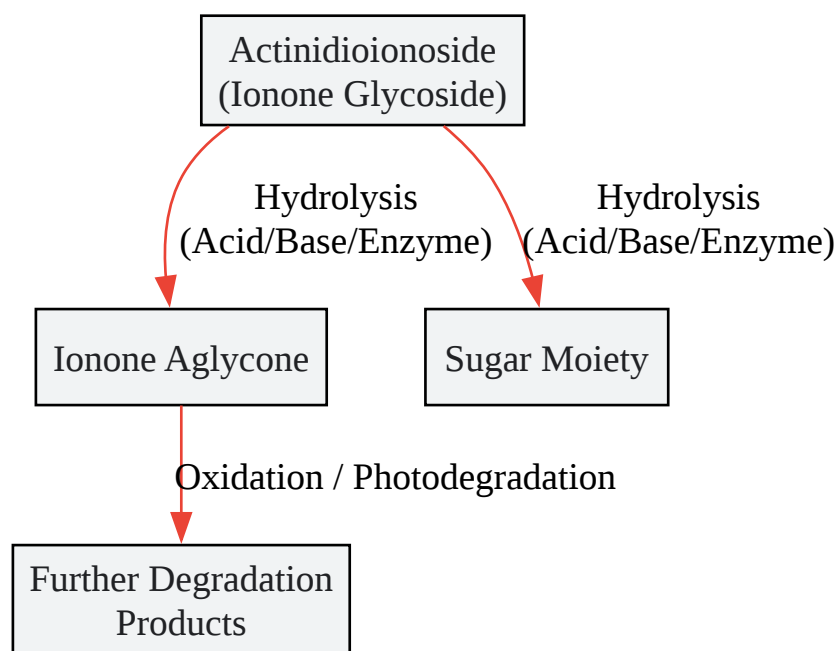 Actinidioionoside
(Ionone Glycoside)
Hydrolysis
(Acid/Base/Enzyme)
Hydrolysis
(Acid/Base/Enzyme)
Ionone Aglycone
Sugar Moiety
Oxidation / Photodegradation
Further Degradation
Products